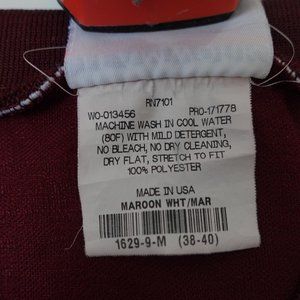 RN7101
WO-013456 PRO-171778
MACHINE WASH IN COOL WATER
(80F) WITH MILD DETERGENT,
NO BLEACH, NO DRY CLEANING,
DRY FLAT, STRETCH TO FIT
100% POLYESTER
MADE IN USA
MAROON WHT/MAR
1629-9-M (38-40)